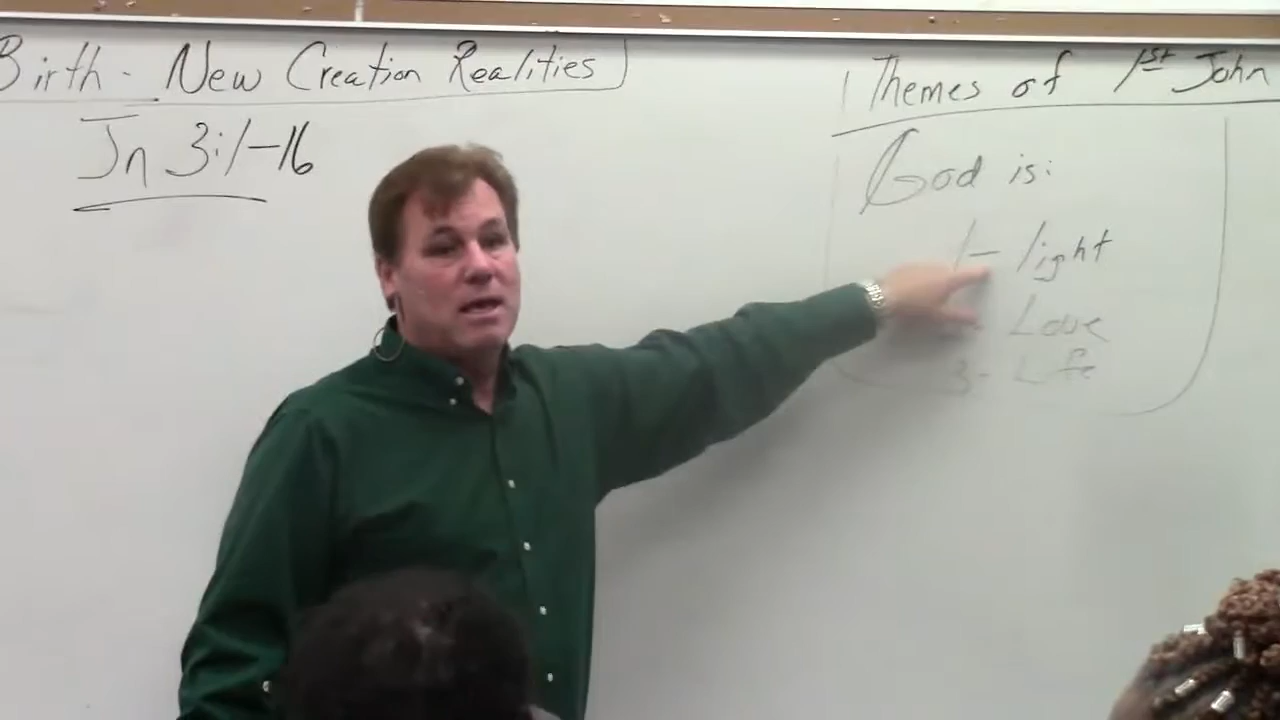 Birth - New Creation Realities
Jn 3:1-16
Themes of 1st John
God is:
1- light
Love
3- Life